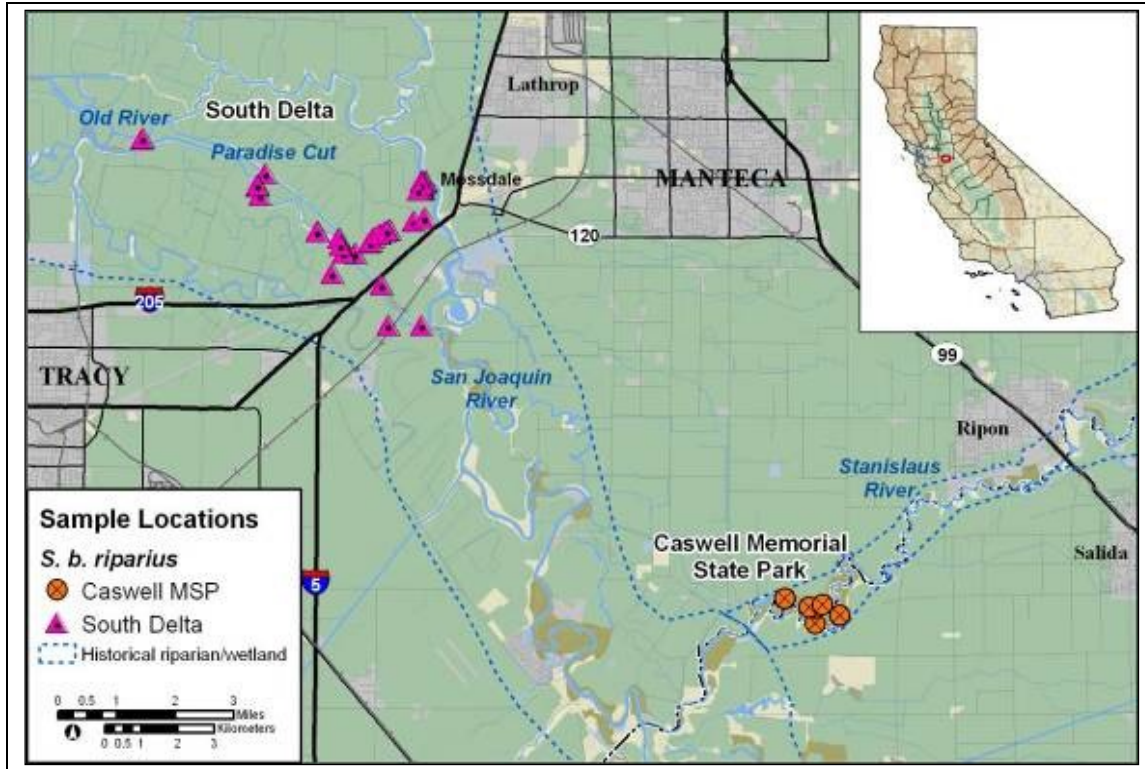 Old River
South Delta
Paradise Cut
Lathrop
Mossdale
MANTECA
120
205
TRACY
San Joaquin
River
99
Ripon
Stanislaus
River
Caswell Memorial
State Park
Salida
5
Sample Locations
S. b. riparius
Caswell MSP
South Delta
Historical riparian/wetland
0 0.5 1 2 3
Miles
Kilometers
0 0.5 1 2 3